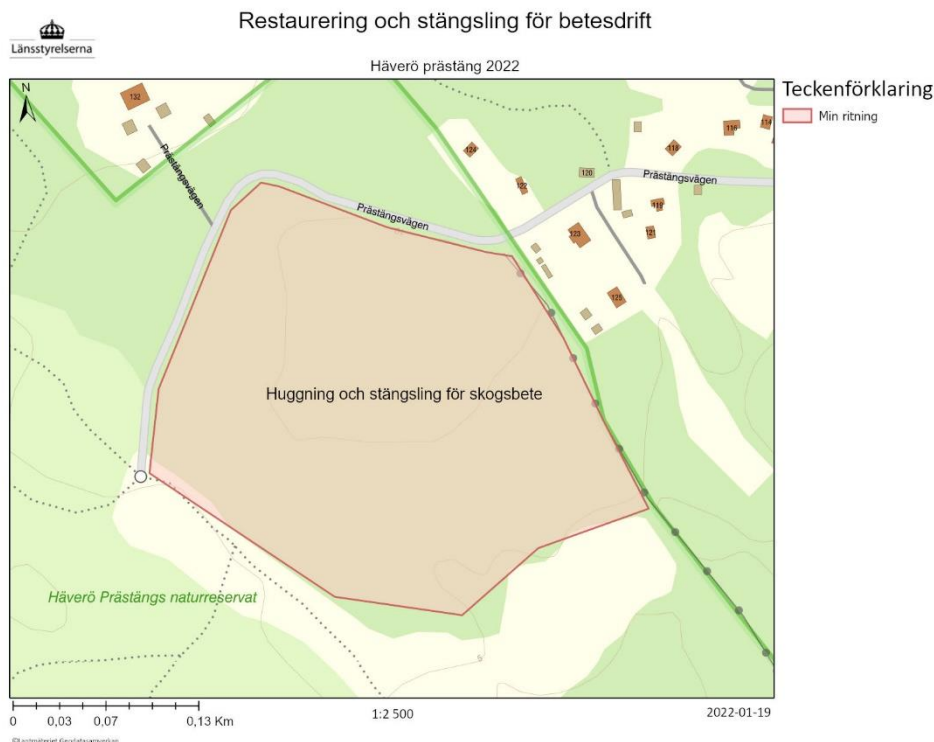 Restaurering och stängsling för betesdrift
Länsstyrelserna
Häverö prästäng 2022
Teckenförklaring
Min ritning
N
132
Prästängsvägen
124
122
120
118
116
114
Prästängsvägen
Prästängsvägen
123
119
121
125
Huggning och stängsling för skogsbete
Häverö Prästängs naturreservat
5
0 0,03 0,07 0,13 Km
1:2 500
2022-01-19